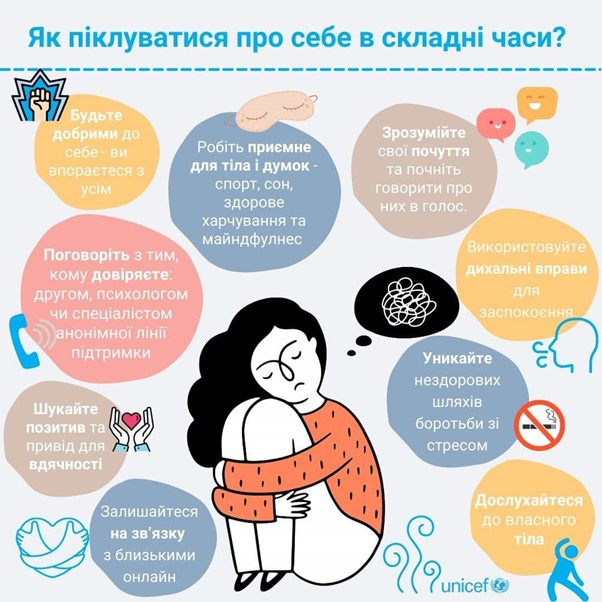 Як піклуватися про себе в складні часи?
Будьте
добрими до
себе - ви
впораєтеся з
усім
Робіть приємне
для тіла і думок -
спорт, сон,
здорове
харчування та
майндфулнес
Зрозумійте
свої почуття
та почніть
говорити про
них в голос.
Поговоріть з тим,
кому довіряєте:
другом, психологом
чи спеціалістом
анонімної лінії
підтримки
Використовуйте
дихальні вправи
для
заспокоєння
Уникайте
нездорових
шляхів
боротьби зі
стресом
Шукайте
позитив та
привід для
вдячності
Залишайтеся
на зв’язку
з близькими
онлайн
Дослухайтеся
до власного
тіла
unicef